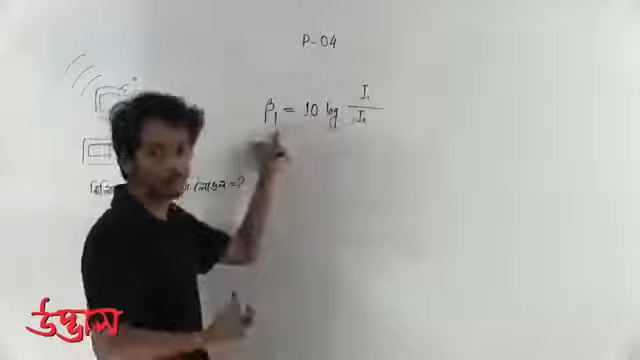 P-04
β₁ = 10 log I₁/I₀
লেভেল = ?
উদ্ভাস